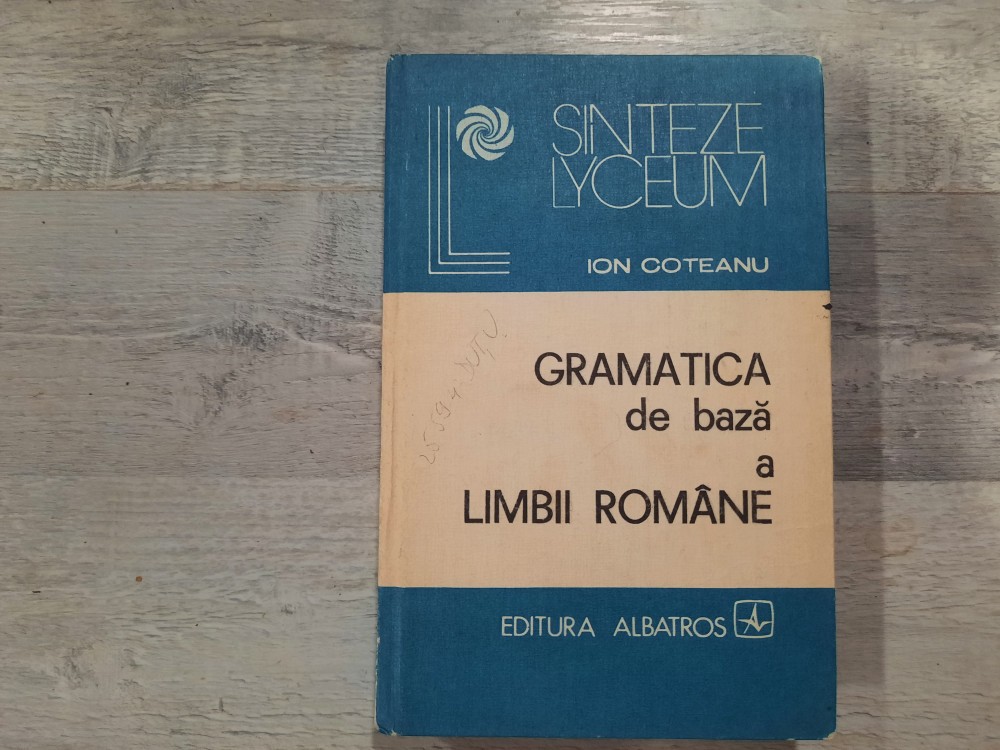 SINTEZE
LYCEUM
ION COTEANU
GRAMATICA
de bază
a
LIMBII ROMÂNE
EDITURA ALBATROS